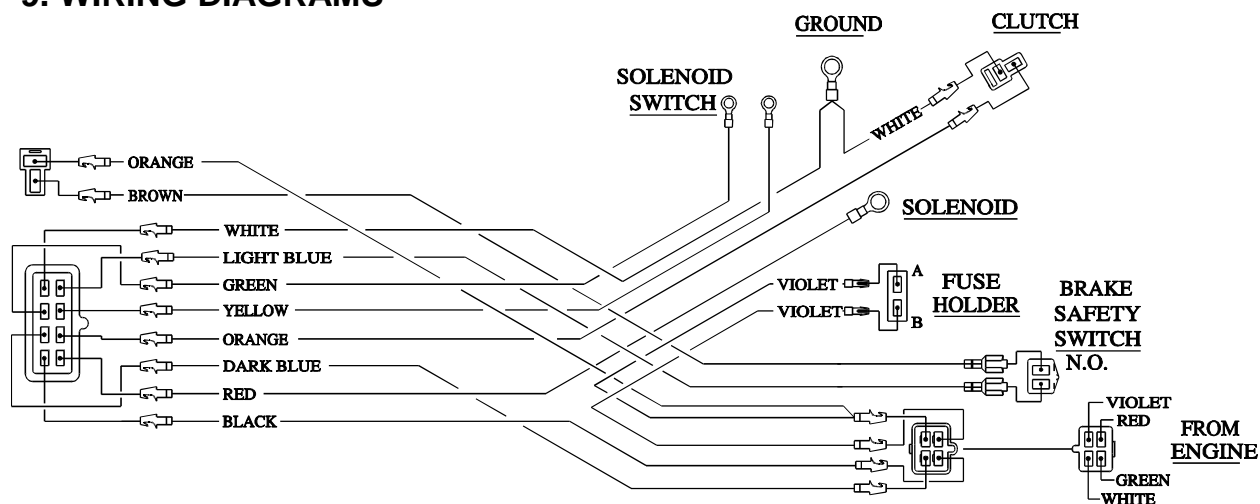 5. WIRING DIAGRAMS
GROUND
CLUTCH
SOLENOID
SWITCH
WHITE
ORANGE
BROWN
SOLENOID
WHITE
LIGHT BLUE
GREEN
YELLOW
ORANGE
DARK BLUE
RED
BLACK
VIOLET
VIOLET
A
B
FUSE
HOLDER
BRAKE
SAFETY
SWITCH
N.O.
VIOLET
RED
FROM
ENGINE
GREEN
WHITE